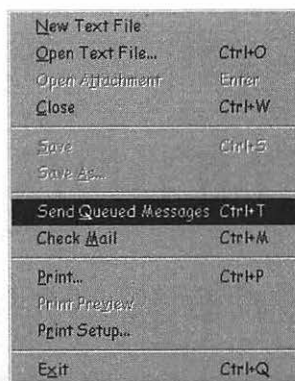 New Text File
Open Text File... Ctrl+O
Open Attachment Enter
Close Ctrl+W
Save Ctrl+S
Save As...
Send Queued Messages Ctrl+T
Check Mail Ctrl+M
Print... Ctrl+P
Print Preview
Print Setup...
Exit Ctrl+Q